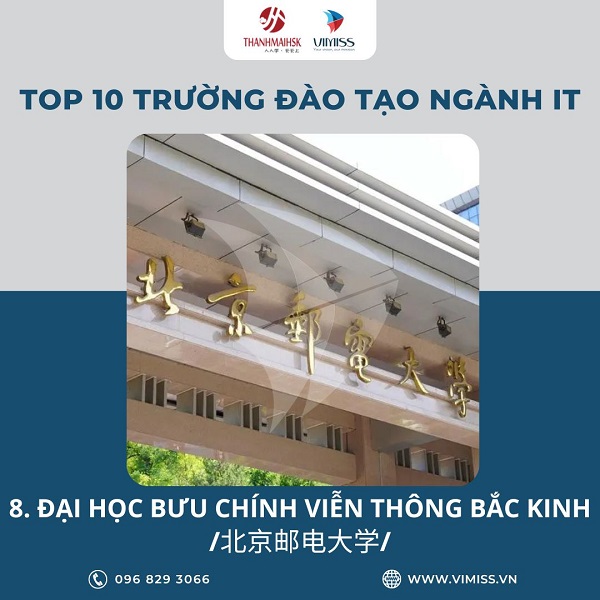 THANHMAIHSK
VIMISS
TOP 10 TRƯỜNG ĐÀO TẠO NGÀNH IT
北京郵電大学
8. ĐẠI HỌC BƯU CHÍNH VIỄN THÔNG BẮC KINH
/北京邮电大学/
096 829 3066
WWW.VIMISS.VN